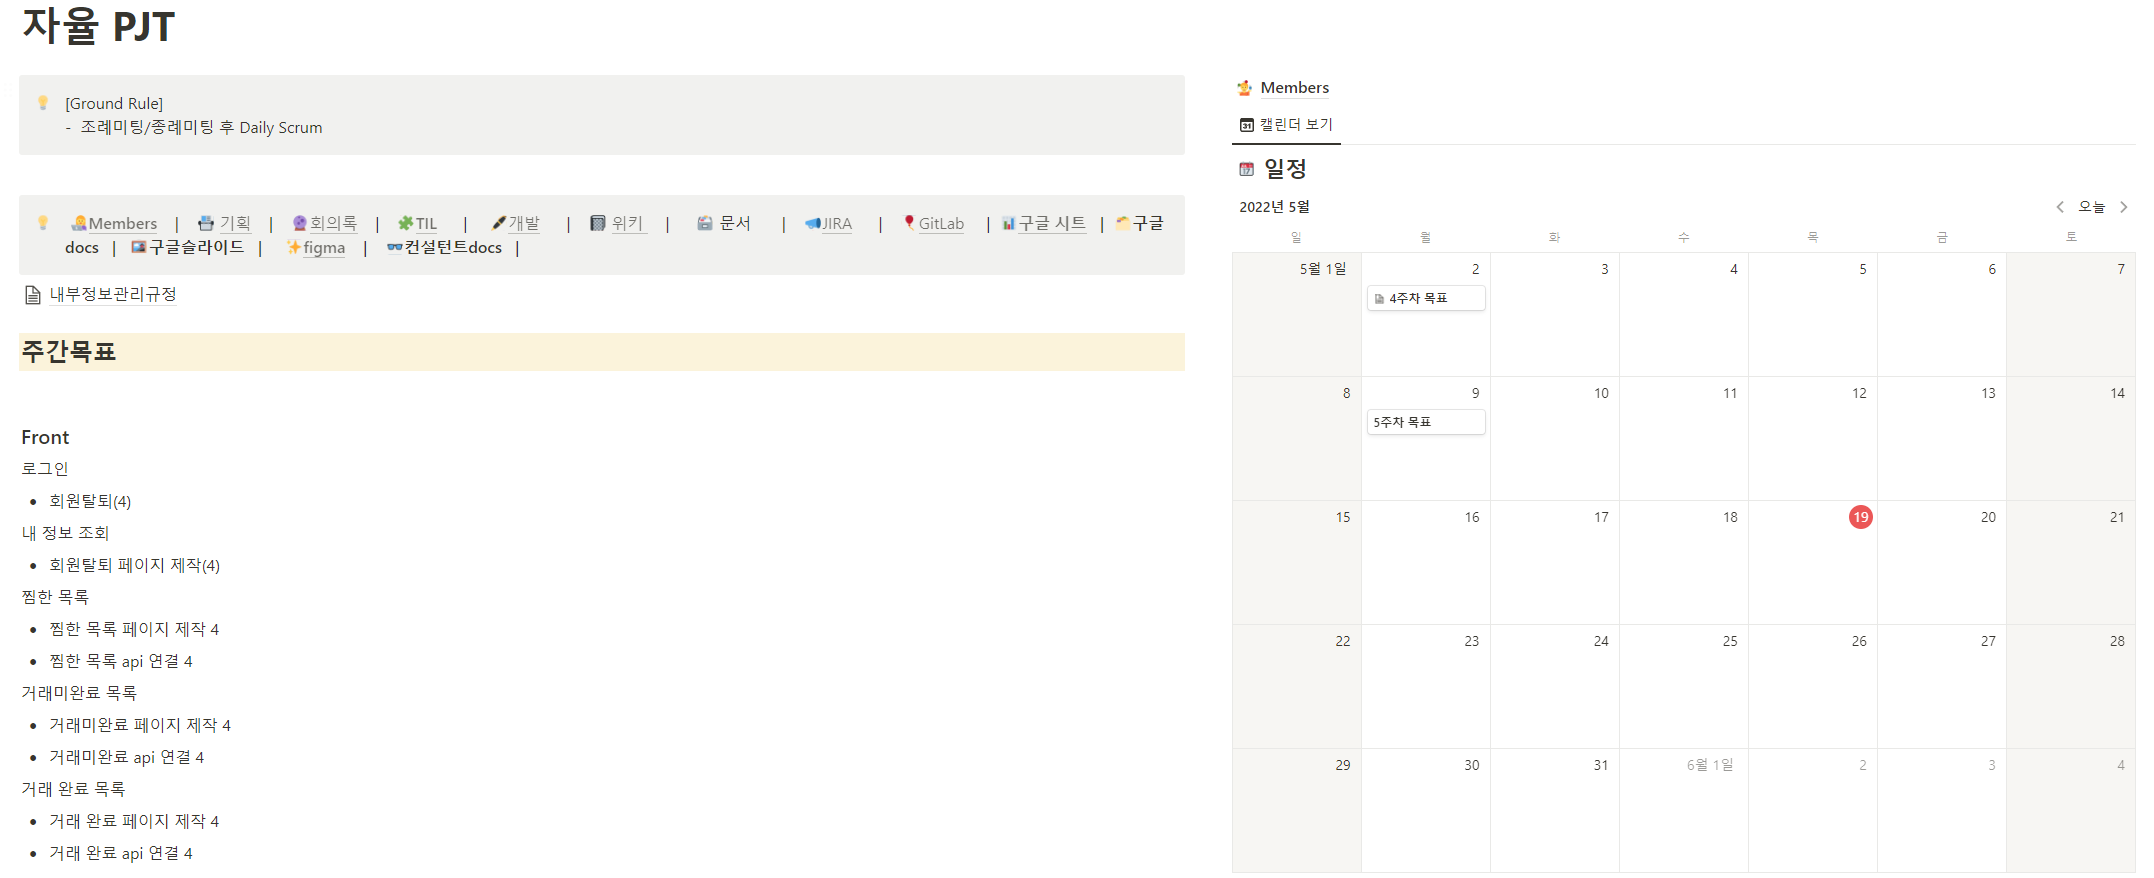 자율 PJT
[Ground Rule]
- 조례미팅/종례미팅 후 Daily Scrum
Members | 기획 | 회의록 | TIL | 개발 | 위키 | 문서 | JIRA | GitLab | 구글 시트 | 구글
docs | 구글슬라이드 | figma | 컨설턴트docs |
내부정보관리규정
주간목표
Front
로그인
• 회원탈퇴(4)
내 정보 조회
• 회원탈퇴 페이지 제작(4)
찜한 목록
• 찜한 목록 페이지 제작 4
• 찜한 목록 api 연결 4
거래미완료 목록
• 거래미완료 페이지 제작 4
• 거래미완료 api 연결 4
거래 완료 목록
• 거래 완료 페이지 제작 4
• 거래 완료 api 연결 4
Members
31 캘린더 보기
일정
2022년 5월 오늘
일 월 화 수 목 금 토
5월 1일 2 3 4 5 6 7
4주차 목표
8 9 10 11 12 13 14
5주차 목표
15 16 17 18 19 20 21
22 23 24 25 26 27 28
29 30 31 6월 1일 2 3 4